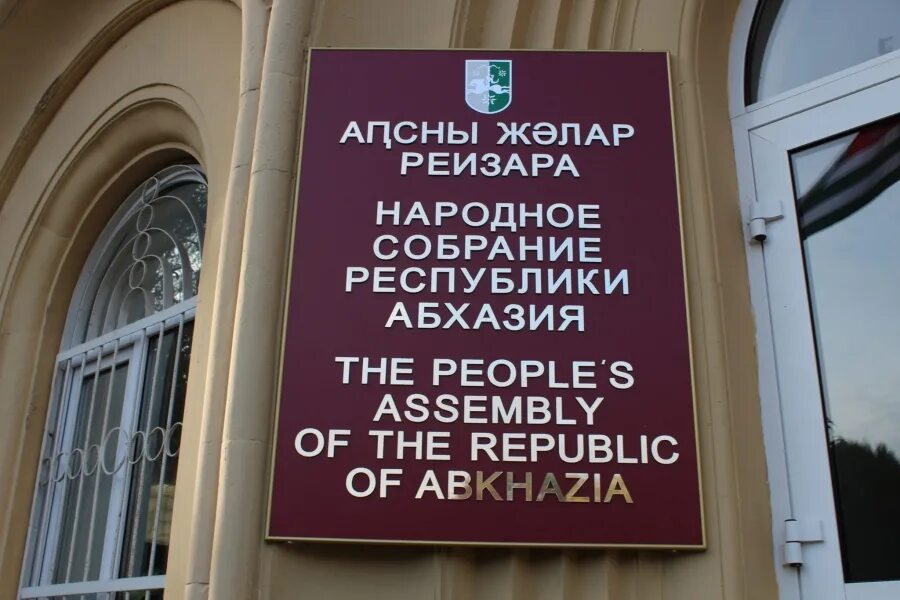 АԤСНЫ ЖӘЛАР
РЕИЗАРА
НАРОДНОЕ
СОБРАНИЕ
РЕСПУБЛИКИ
АБХАЗИЯ
THE PEOPLE'S
ASSEMBLY
OF THE REPUBLIC
OF ABKHAZIA